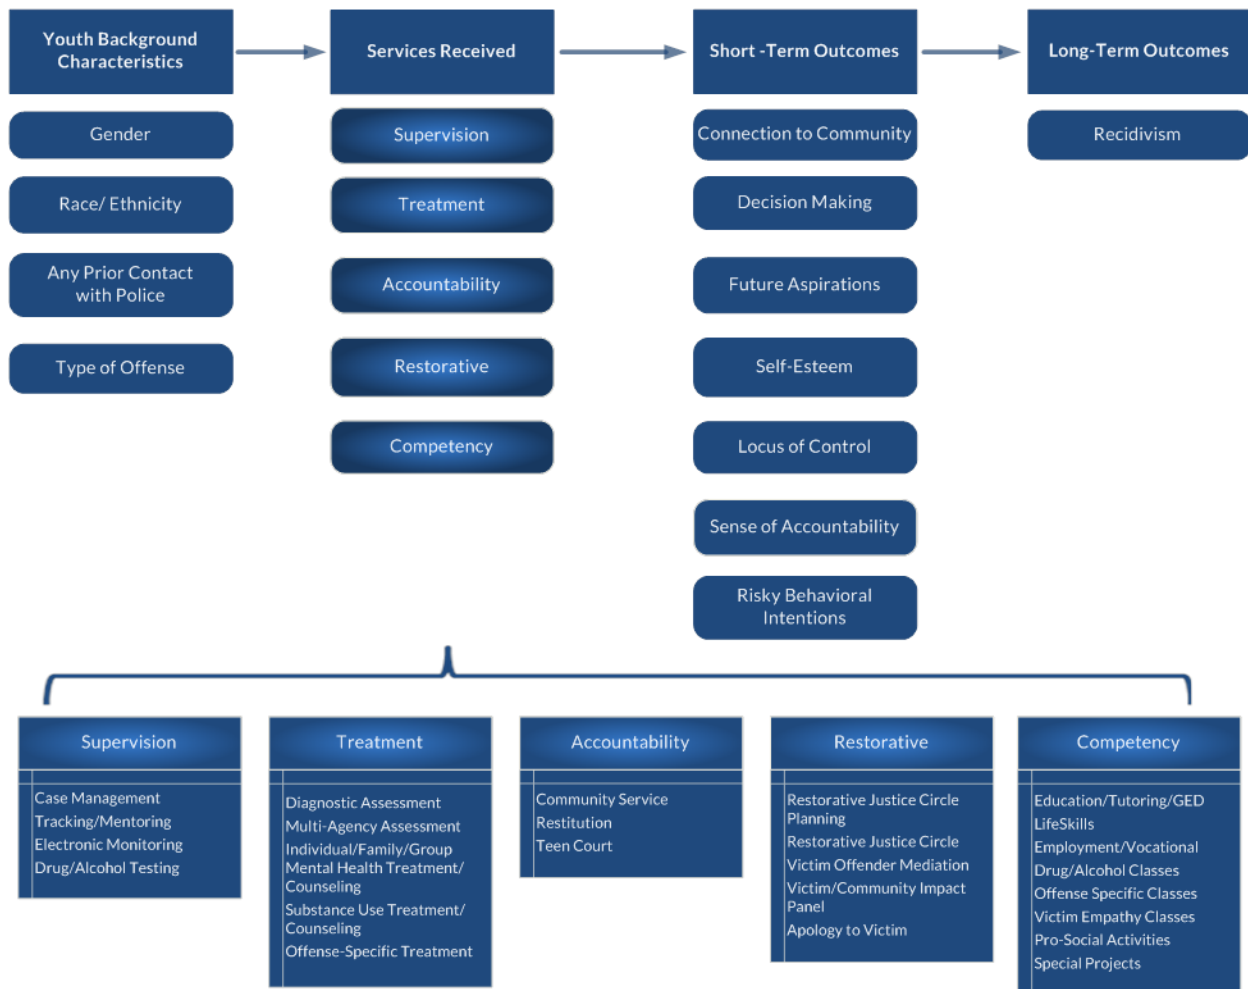 Youth Background
Characteristics
Services Received
Short -Term Outcomes
Long-Term Outcomes
Gender
Race/ Ethnicity
Any Prior Contact
with Police
Type of Offense
Supervision
Treatment
Accountability
Restorative
Competency
Connection to Community
Decision Making
Future Aspirations
Self-Esteem
Locus of Control
Sense of Accountability
Risky Behavioral
Intentions
Recidivism
Supervision
Case Management
Tracking/Mentoring
Electronic Monitoring
Drug/Alcohol Testing
Treatment
Diagnostic Assessment
Multi-Agency Assessment
Individual/Family/Group
Mental Health Treatment/
Counseling
Substance Use Treatment/
Counseling
Offense-Specific Treatment
Accountability
Community Service
Restitution
Teen Court
Restorative
Restorative Justice Circle
Planning
Restorative Justice Circle
Victim Offender Mediation
Victim/Community Impact
Panel
Apology to Victim
Competency
Education/Tutoring/GED
LifeSkills
Employment/Vocational
Drug/Alcohol Classes
Offense Specific Classes
Victim Empathy Classes
Pro-Social Activities
Special Projects